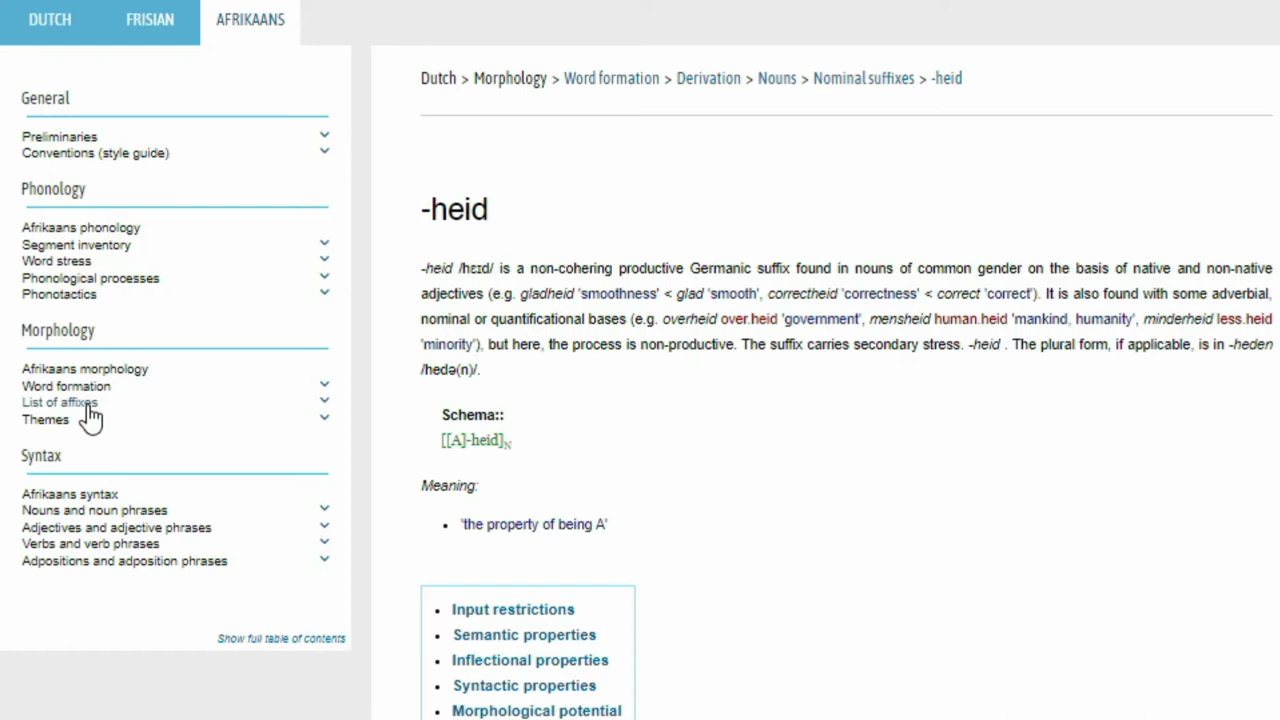 DUTCH FRISIAN AFRIKAANS
General
Preliminaries
Conventions (style guide)
Phonology
Afrikaans phonology
Segment inventory
Word stress
Phonological processes
Phonotactics
Morphology
Afrikaans morphology
Word formation
List of affixes
Themes
Syntax
Afrikaans syntax
Nouns and noun phrases
Adjectives and adjective phrases
Verbs and verb phrases
Adpositions and adposition phrases
Show full table of contents
Dutch > Morphology > Word formation > Derivation > Nouns > Nominal suffixes > -heid
-heid
-heid /hɛɪd/ is a non-cohering productive Germanic suffix found in nouns of common gender on the basis of native and non-native
adjectives (e.g. gladheid 'smoothness' < glad 'smooth', correctheid 'correctness' < correct 'correct'). It is also found with some adverbial,
nominal or quantificational bases (e.g. overheid over.heid 'government', mensheid human.heid 'mankind, humanity', minderheid less.heid
'minority'), but here, the process is non-productive. The suffix carries secondary stress. -heid . The plural form, if applicable, is in -heden
/hedə(n)/.
Schema::
[[A]-heid]N
Meaning:
• 'the property of being A'
• Input restrictions
• Semantic properties
• Inflectional properties
• Syntactic properties
• Morphological potential